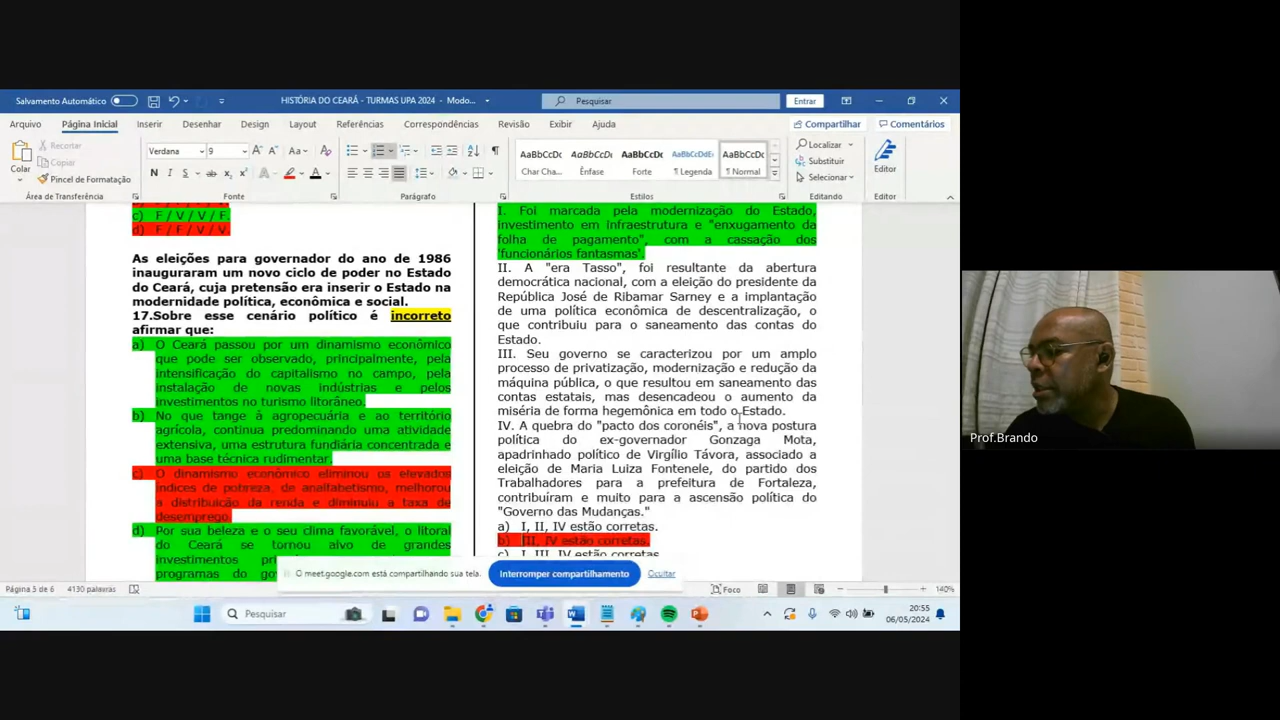 Salvamento Automático
HISTÓRIA DO CEARÁ - TURMAS UPA 2024 - Modo...
Pesquisar
Entrar
Arquivo
Página Inicial
Inserir
Desenhar
Design
Layout
Referências
Correspondências
Revisão
Exibir
Ajuda
Compartilhar
Comentários
Colar
Recortar
Copiar
Pincel de Formatação
Área de Transferência
Verdana
9
Fonte
Parágrafo
AaBbCcDc
Char Cha...
AaBbCcDc
Ênfase
AaBbCcDc
Forte
AaBbCcDdE
¶ Legenda
AaBbCcDc
¶ Normal
Estilos
Localizar
Substituir
Selecionar
Editando
Editor
Editor
c) F / V / V / F.
d) F / F / V / V.
As eleições para governador do ano de 1986
inauguraram um novo ciclo de poder no Estado
do Ceará, cuja pretensão era inserir o Estado na
modernidade política, econômica e social.
17.Sobre esse cenário político é incorreto
afirmar que:
a) O Ceará passou por um dinamismo econômico
que pode ser observado, principalmente, pela
intensificação do capitalismo no campo, pela
instalação de novas indústrias e pelos
investimentos no turismo litorâneo.
b) No que tange à agropecuária e ao território
agrícola, continua predominando uma atividade
extensiva, uma estrutura fundiária concentrada e
uma base técnica rudimentar.
c) O dinamismo econômico eliminou os elevados
índices de pobreza, de analfabetismo, melhorou
a distribuição da renda e diminuiu a taxa de
desemprego.
d) Por sua beleza e o seu clima favorável, o litoral
do Ceará se tornou alvo de grandes
investimentos
programas do
I. Foi marcada pela modernização do Estado,
investimento em infraestrutura e "enxugamento da
folha de pagamento", com a cassação dos
'funcionários fantasmas'.
II. A "era Tasso", foi resultante da abertura
democrática nacional, com a eleição do presidente da
República José de Ribamar Sarney e a implantação
de uma política econômica de descentralização, o
que contribuiu para o saneamento das contas do
Estado.
III. Seu governo se caracterizou por um amplo
processo de privatização, modernização e redução da
máquina pública, o que resultou em saneamento das
contas estatais, mas desencadeou o aumento da
miséria de forma hegemônica em todo o Estado.
IV. A quebra do "pacto dos coronéis", a nova postura
política do ex-governador Gonzaga Mota,
apadrinhado político de Virgílio Távora, associado a
eleição de Maria Luiza Fontenele, do partido dos
Trabalhadores para a prefeitura de Fortaleza,
contribuíram e muito para a ascensão política do
"Governo das Mudanças."
a) I, II, IV estão corretas.
b) III, IV estão corretas.
c) I, III, IV estão corretas.
O meet.google.com está compartilhando sua tela.
Interromper compartilhamento
Ocultar
Página 5 de 6
4130 palavras
Foco
140%
Pesquisar
20:55
06/05/2024
Prof.Brando